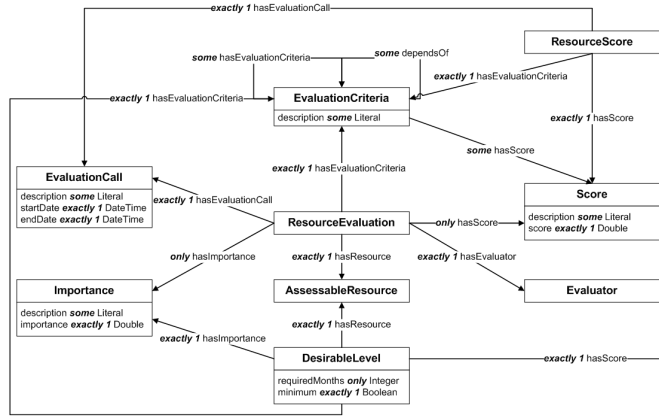 exactly 1 hasEvaluationCall
ResourceScore
some hasEvaluationCriteria
some dependsOf
exactly 1 hasEvaluationCriteria
exactly 1 hasEvaluationCriteria
EvaluationCriteria
description some Literal
exactly 1 hasScore
some hasScore
exactly 1 hasEvaluationCriteria
EvaluationCall
description some Literal
startDate exactly 1 DateTime
endDate exactly 1 DateTime
exactly 1 hasEvaluationCall
Score
description some Literal
score exactly 1 Double
ResourceEvaluation
only hasScore
only hasImportance
exactly 1 hasResource
exactly 1 hasEvaluator
Importance
description some Literal
importance exactly 1 Double
AssessableResource
Evaluator
exactly 1 hasResource
exactly 1 hasImportance
DesirableLevel
requiredMonths only Integer
minimum exactly 1 Boolean
exactly 1 hasScore